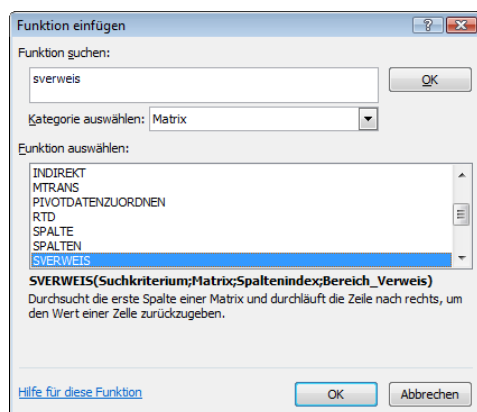 Funktion einfügen
Funktion suchen:
sverweis
OK
Kategorie auswählen: Matrix
Funktion auswählen:
INDIREKT
MTRANS
PIVOTDATENZUORDNEN
RTD
SPALTE
SPALTEN
SVERWEIS
SVERWEIS(Suchkriterium;Matrix;Spaltenindex;Bereich_Verweis)
Durchsucht die erste Spalte einer Matrix und durchläuft die Zeile nach rechts, um
den Wert einer Zelle zurückzugeben.
Hilfe für diese Funktion
OK
Abbrechen